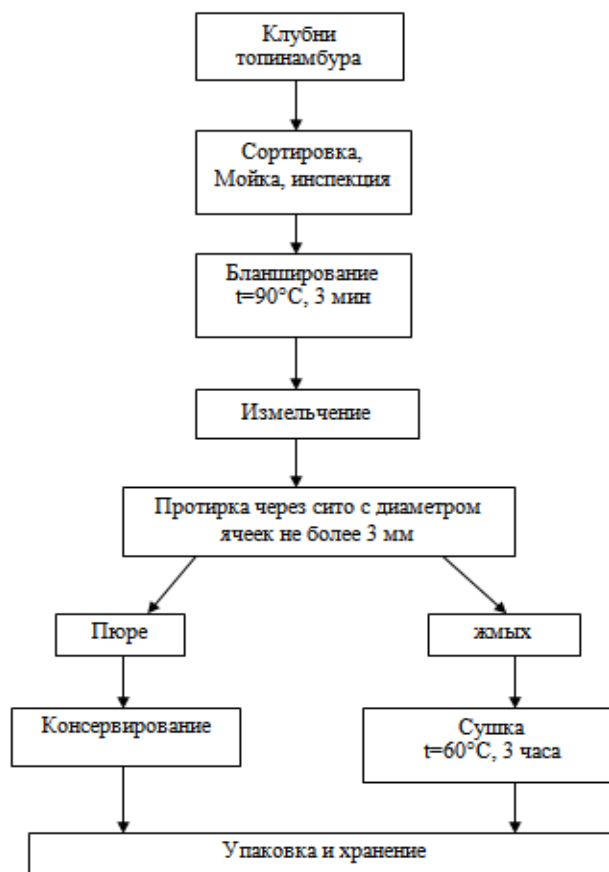 Клубни
топинамбура
Сортировка,
Мойка, инспекция
Бланширование
t=90°C, 3 мин
Измельчение
Протирка через сито с диаметром
ячеек не более 3 мм
Пюре
жмых
Консервирование
Сушка
t=60°C, 3 часа
Упаковка и хранение